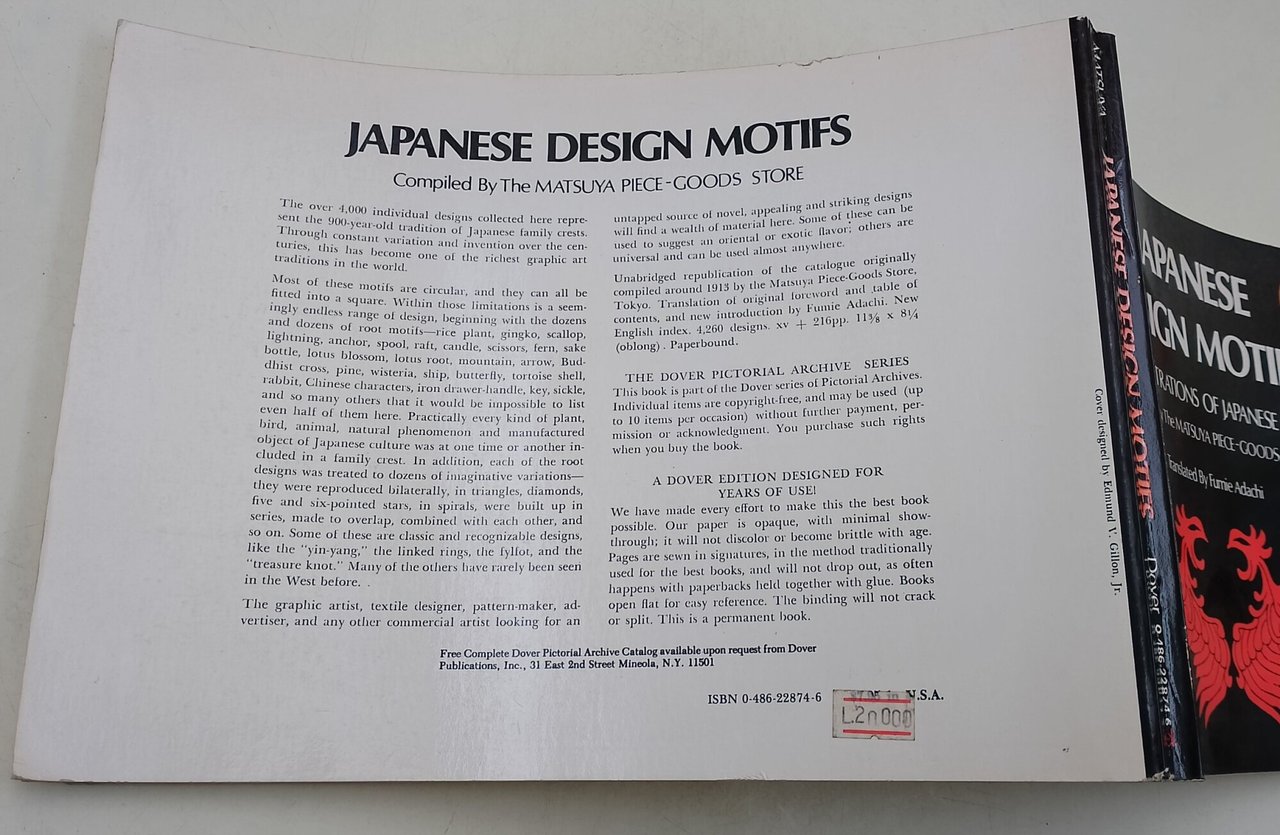 JAPANESE DESIGN MOTIFS
Compiled By The MATSUYA PIECE-GOODS STORE
The over 4,000 individual designs collected here repre-
sent the 900-year-old tradition of Japanese family crests.
Through constant variation and invention over the cen-
turies, this has become one of the richest graphic art
traditions in the world.
Most of these motifs are circular, and they can all be
fitted into a square. Within those limitations is a seem-
ingly endless range of design, beginning with the dozens
and dozens of root motifs—rice plant, gingko, scallop,
lightning, anchor, spool, raft, candle, scissors, fern, sake
bottle, lotus blossom, lotus root, mountain, arrow, Bud-
dhist cross, pine, wisteria, ship, butterfly, tortoise shell,
rabbit, Chinese characters, iron drawer-handle, key, sickle,
and so many others that it would be impossible to list
even half of them here. Practically every kind of plant,
bird, animal, natural phenomenon and manufactured
object of Japanese culture was at one time or another in-
cluded in a family crest. In addition, each of the root
designs was treated to dozens of imaginative variations—
they were reproduced bilaterally, in triangles, diamonds,
five and six-pointed stars, in spirals, were built up in
series, made to overlap, combined with each other, and
so on. Some of these are classic and recognizable designs,
like the "yin-yang," the linked rings, the fylfot, and the
"treasure knot." Many of the others have rarely been seen
in the West before.
The graphic artist, textile designer, pattern-maker, ad-
vertiser, and any other commercial artist looking for an
untapped source of novel, appealing and striking designs
will find a wealth of material here. Some of these can be
used to suggest an oriental or exotic flavor; others are
universal and can be used almost anywhere.
Unabridged republication of the catalogue originally
compiled around 1913 by the Matsuya Piece-Goods Store,
Tokyo. Translation of original foreword and table of
contents, and new introduction by Fumie Adachi. New
English index. 4,260 designs. xv + 216pp. 11⅜ x 8¼
(oblong). Paperbound.
THE DOVER PICTORIAL ARCHIVE SERIES
This book is part of the Dover series of Pictorial Archives.
Individual items are copyright-free, and may be used (up
to 10 items per occasion) without further payment, per-
mission or acknowledgment. You purchase such rights
when you buy the book.
A DOVER EDITION DESIGNED FOR
YEARS OF USE!
We have made every effort to make this the best book
possible. Our paper is opaque, with minimal show-
through; it will not discolor or become brittle with age.
Pages are sewn in signatures, in the method traditionally
used for the best books, and will not drop out, as often
happens with paperbacks held together with glue. Books
open flat for easy reference. The binding will not crack
or split. This is a permanent book.
Free Complete Dover Pictorial Archive Catalog available upon request from Dover
Publications, Inc., 31 East 2nd Street Mineola, N.Y. 11501
ISBN 0-486-22874-6
U.S.A.
L.20000
Cover designed by Edmund V. Gillon, Jr.
MATSUYA
JAPANESE DESIGN MOTIFS
Dover 0-486-22874-6
APANESE
IGN MOTI
TRATIONS OF JAPANESE
The MATSUYA PIECE-GOODS
Translated By Fumie Adachi